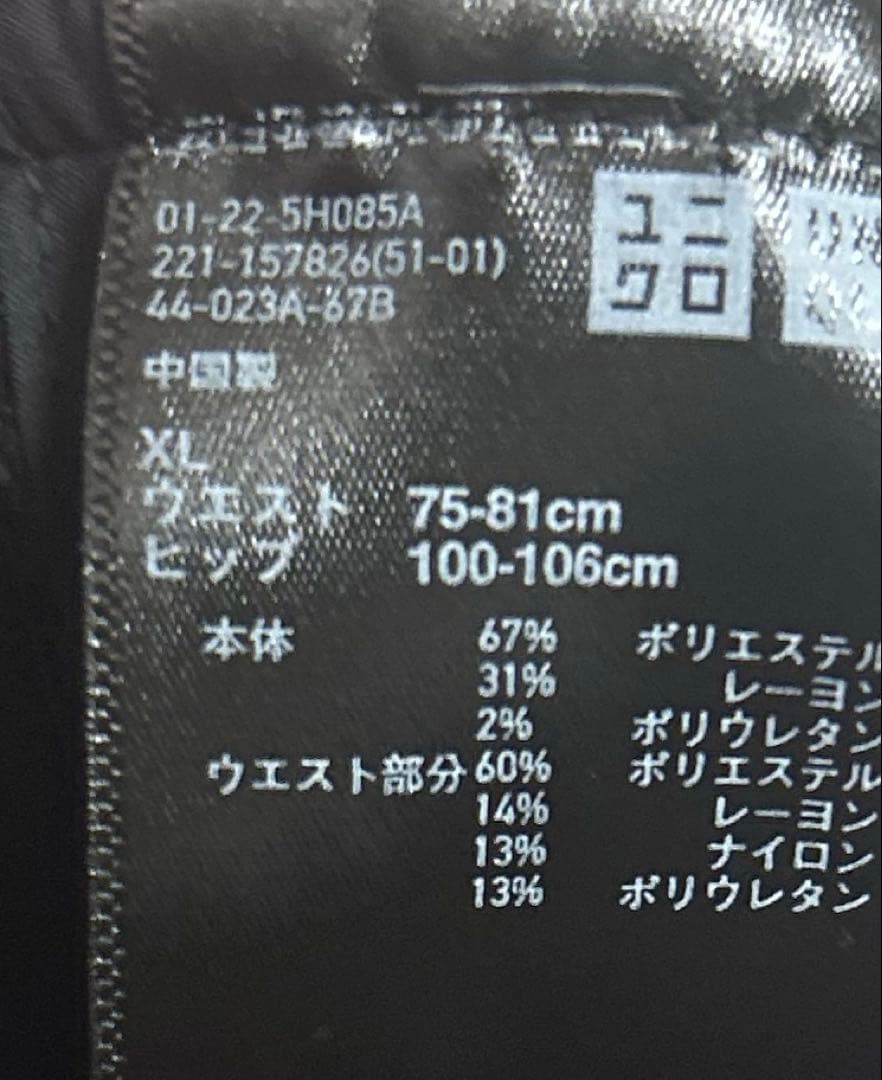 01-22-5H085A
221-157826(51-01)
44-023A-67B
ユニ
クロ
中国製
XL
ウエスト 75-81cm
ヒップ 100-106cm
本体 67% ポリエステル
31% レーヨン
2% ポリウレタン
ウエスト部分 60% ポリエステル
14% レーヨン
13% ナイロン
13% ポリウレタン